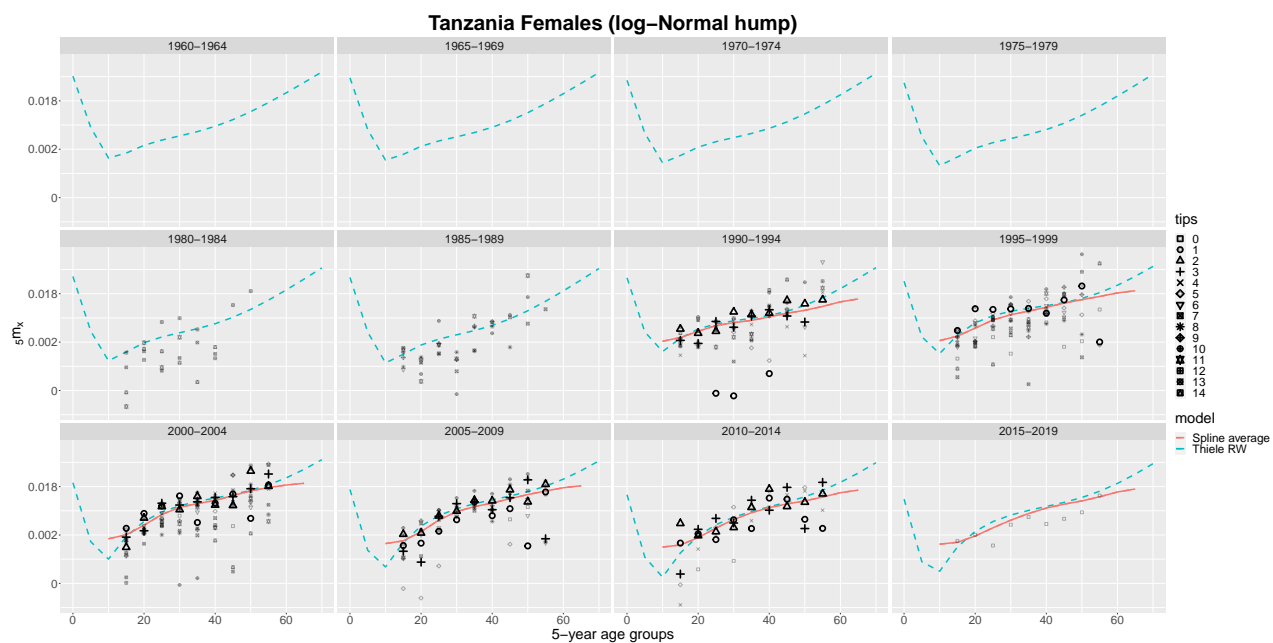 Tanzania Females (log−Normal hump)
1960−1964 1965−1969 1970−1974 1975−1979
0.018
0.002
0
1980−1984 1985−1989 1990−1994 1995−1999
0.018
0.002
0
2000−2004 2005−2009 2010−2014 2015−2019
0.018
0.002
0
0 20 40 60 0 20 40 60 0 20 40 60 0 20 40 60
5−year age groups
5mx
tips
0
1
2
3
4
5
6
7
8
9
10
11
12
13
14
model
Spline average
Thiele RW